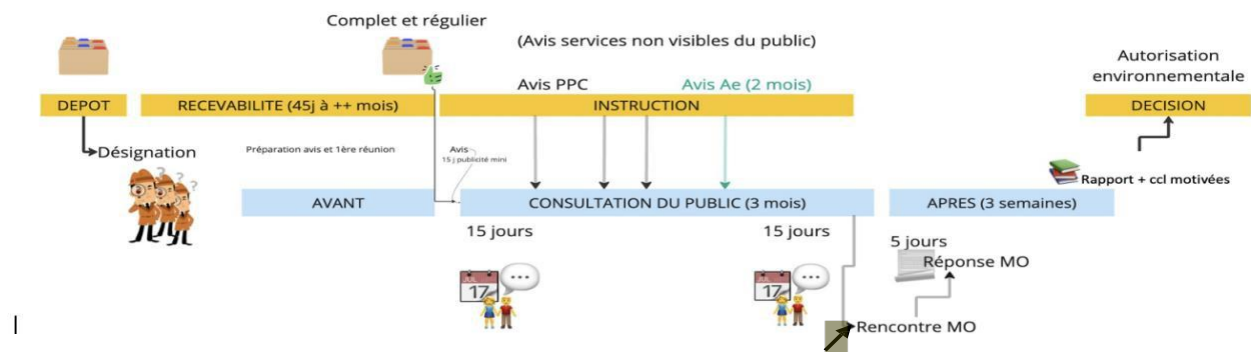 Complet et régulier
(Avis services non visibles du public)
Autorisation
environnementale
Avis PPC
Avis Ae (2 mois)
DEPOT
RECEVABILITE (45j à ++ mois)
INSTRUCTION
DECISION
Désignation
Préparation avis et 1ère réunion
Avis
15 j publicité mini
? ? ?
Rapport + ccl motivées
AVANT
CONSULTATION DU PUBLIC (3 mois)
APRES (3 semaines)
15 jours
15 jours
5 jours
Réponse MO
JUL
17
JUL
17
Rencontre MO